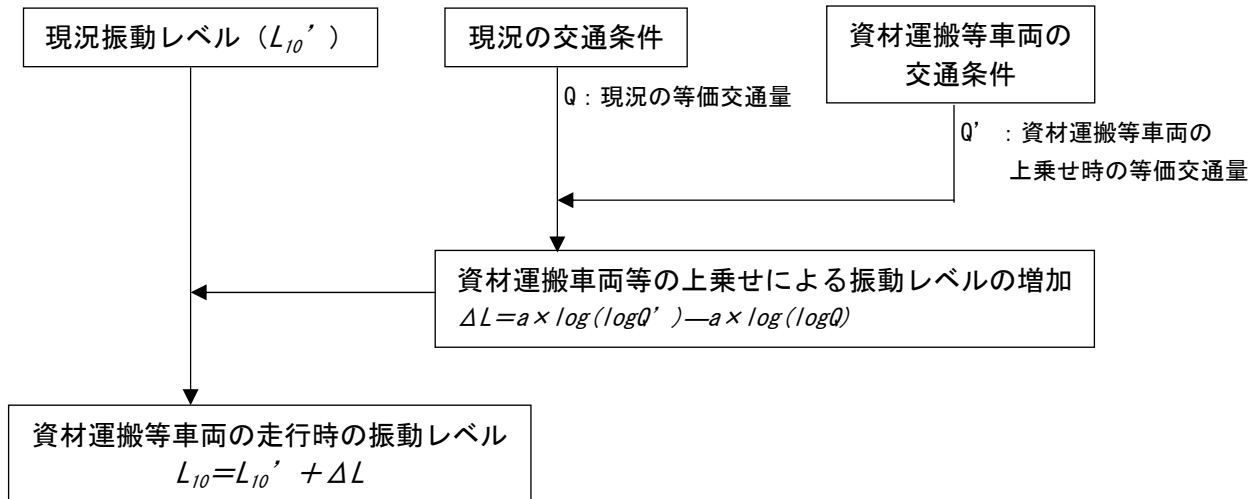 現況振動レベル（L10’）
現況の交通条件
資材運搬等車両の
交通条件
Q：現況の等価交通量
Q’：資材運搬等車両の
上乗せ時の等価交通量
資材運搬車両等の上乗せによる振動レベルの増加
ΔL＝a×log(logQ’)―a×log(logQ)
資材運搬等車両の走行時の振動レベル
L10＝L10’＋ΔL